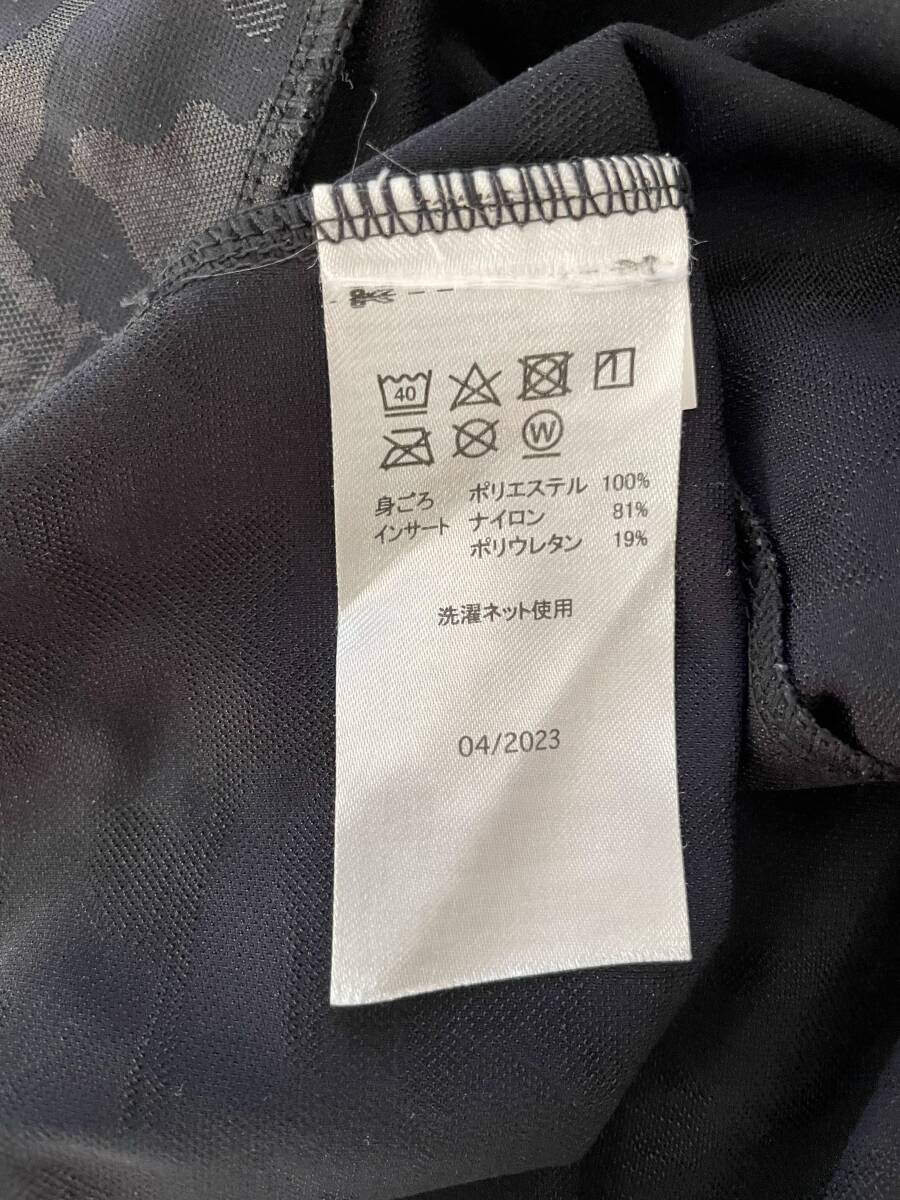 40
W
身ごろ ポリエステル 100%
インサート ナイロン 81%
ポリウレタン 19%
洗濯ネット使用
04/2023